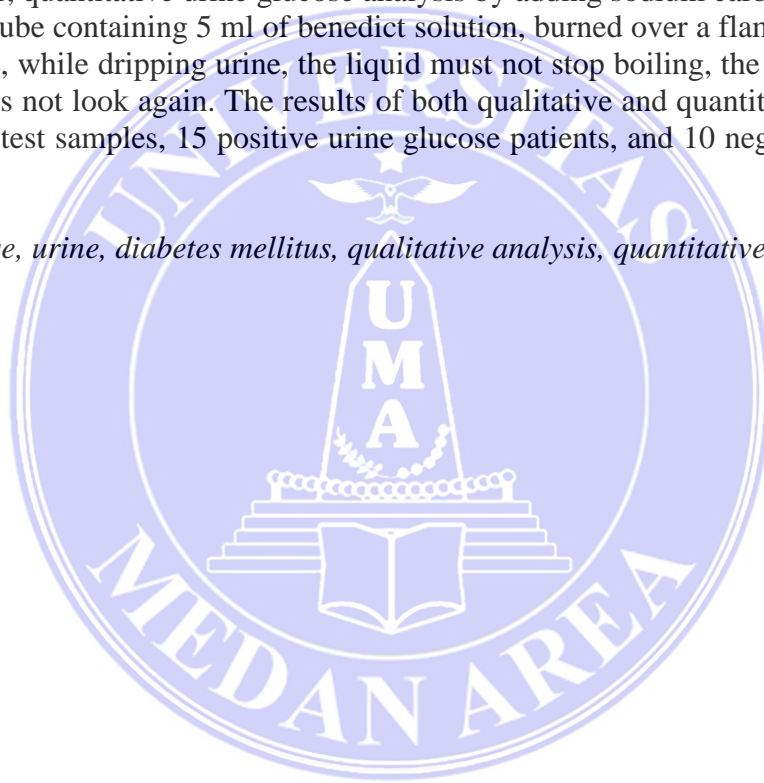 , quantitative urine glucose analysis by adding sodium carb
ube containing 5 ml of benedict solution, burned over a
, while dripping urine, the liquid must not stop boiling, the
s not look again. The results of both qualitative and quantit
test samples, 15 positive urine glucose patients, and 10 neg
e, urine, diabetes mellitus, qualitative analysis, quantitative
UNIVERSITAS
U
M
A
MEDAN AREA